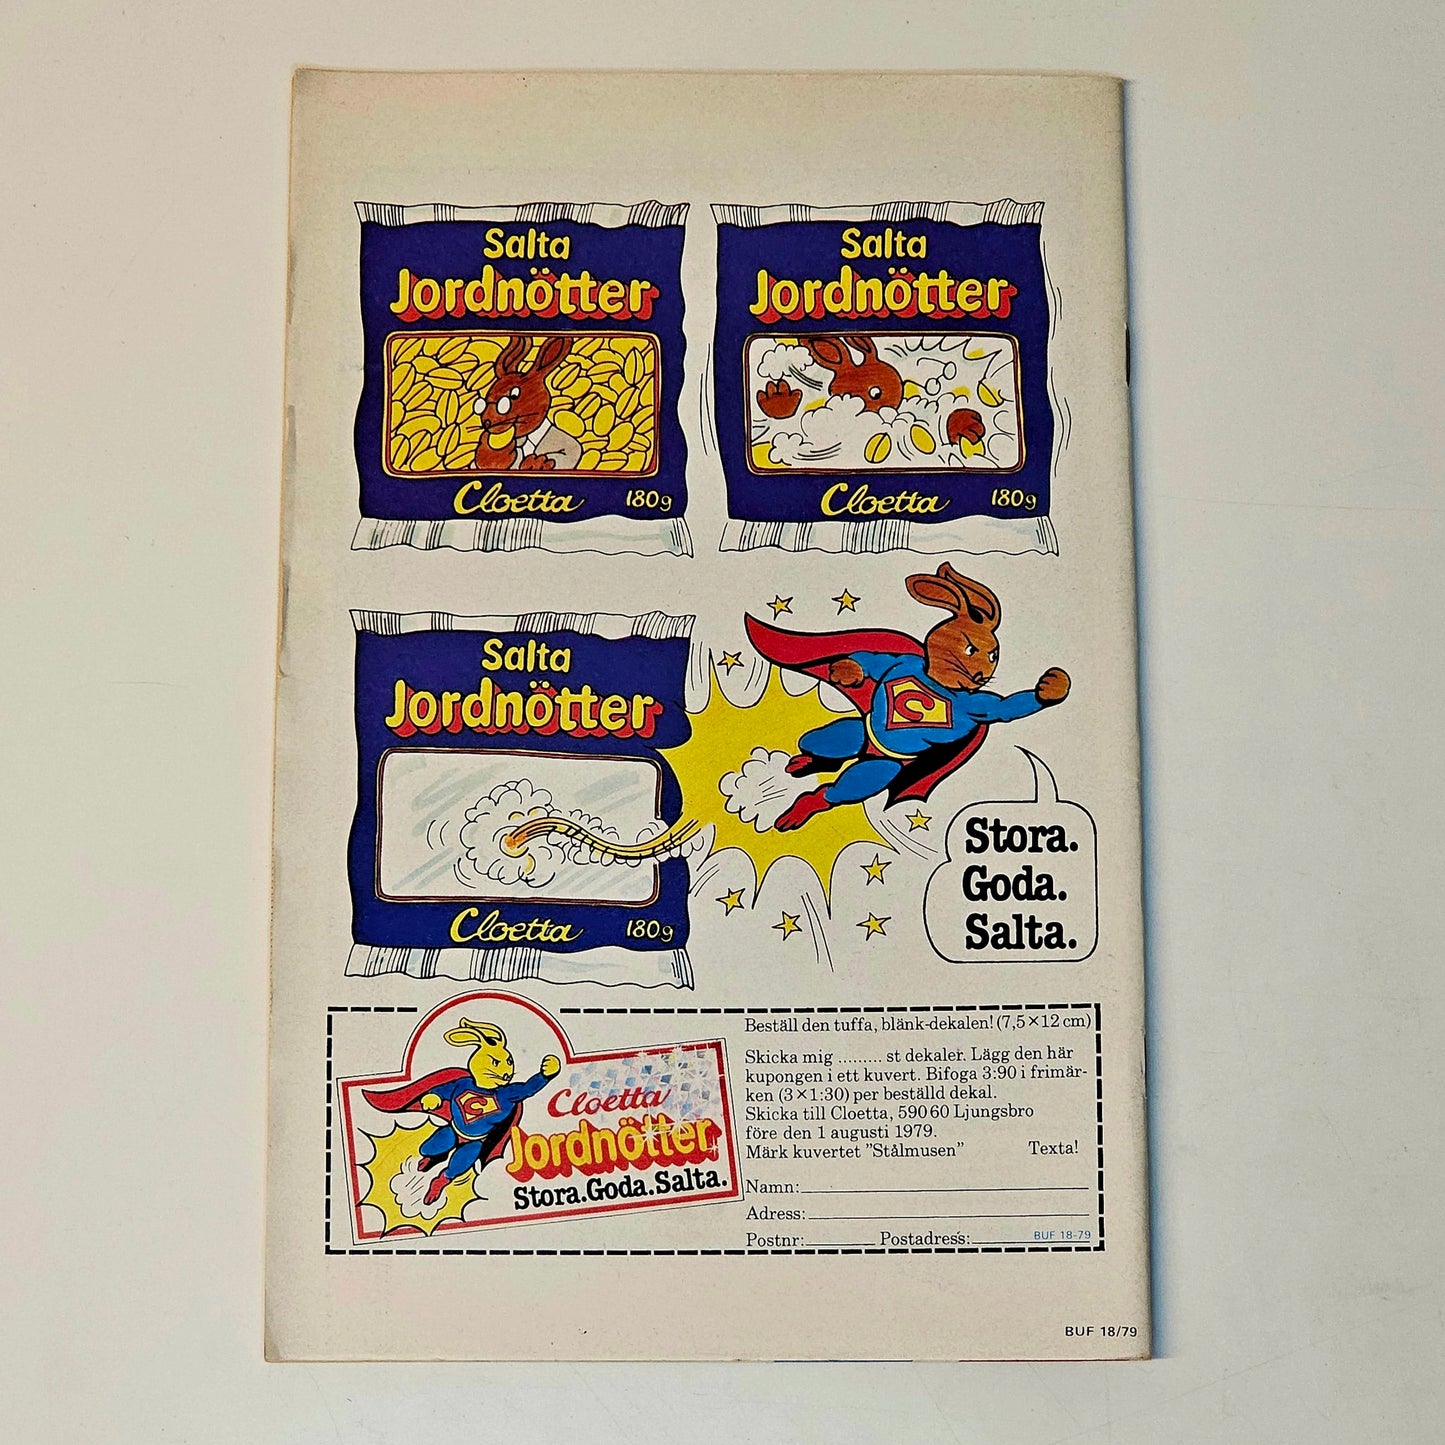 Salta
Jordnötter
Cloetta 180g
Salta
Jordnötter
Cloetta 180g
Salta
Jordnötter
Cloetta 180g
C
Stora.
Goda.
Salta.
C
Cloetta
Jordnötter
Stora.Goda.Salta.
Beställ den tuffa, blänk-dekalen! (7,5×12 cm)
Skicka mig ......... st dekaler. Lägg den här
kupongen i ett kuvert. Bifoga 3:90 i frimär-
ken (3×1:30) per beställd dekal.
Skicka till Cloetta, 590 60 Ljungsbro
före den 1 augusti 1979.
Märk kuvertet ”Stålmusen” Texta!
Namn:
Adress:
Postnr: Postadress: BUF 18-79
BUF 18/79